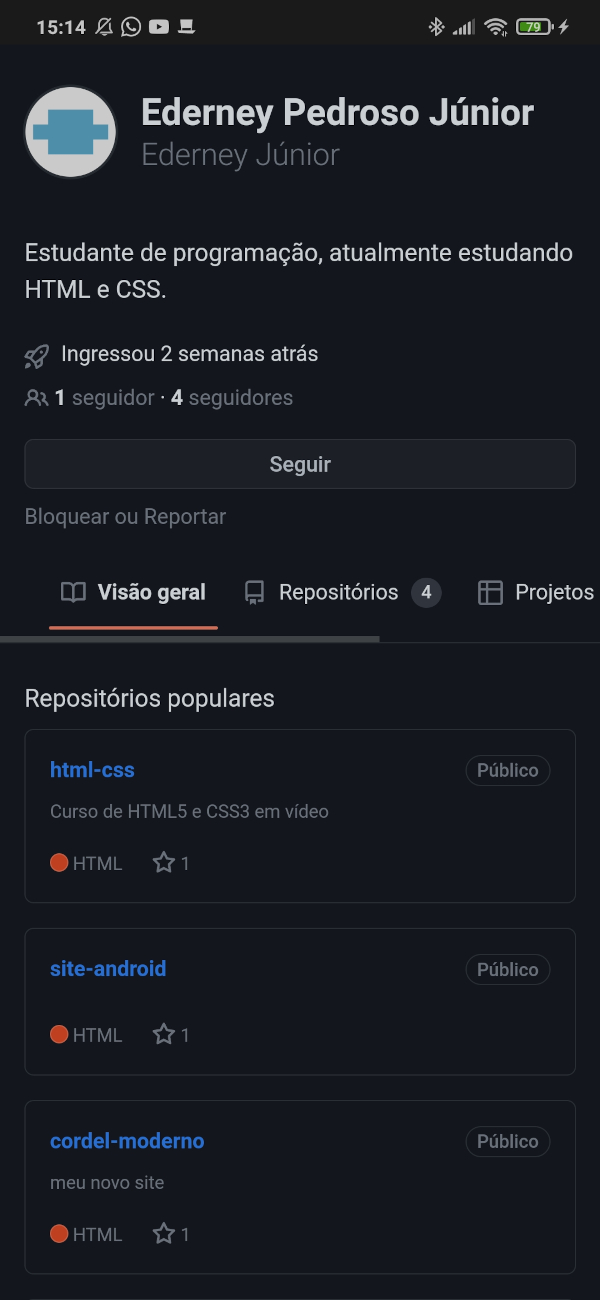 15:14
79
Ederney Pedroso Júnior
Ederney Júnior
Estudante de programação, atualmente estudando
HTML e CSS.
Ingressou 2 semanas atrás
1 seguidor · 4 seguidores
Seguir
Bloquear ou Reportar
Visão geral Repositórios 4 Projetos
Repositórios populares
html-css Público
Curso de HTML5 e CSS3 em vídeo
HTML 1
site-android Público
HTML 1
cordel-moderno Público
meu novo site
HTML 1